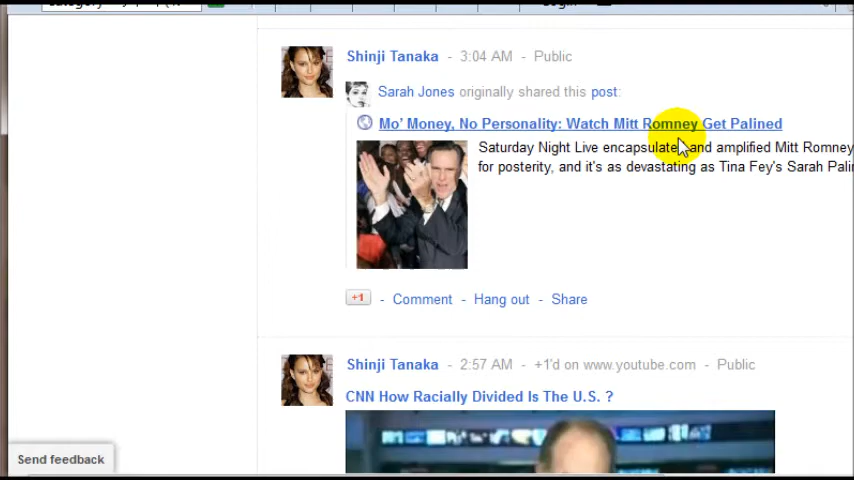 Shinji Tanaka - 3:04 AM - Public
Sarah Jones originally shared this post:
Mo' Money, No Personality: Watch Mitt Romney Get Palined
Saturday Night Live encapsulated and amplified Mitt Romney
for posterity, and it's as devastating as Tina Fey's Sarah Pali
+1 - Comment - Hang out - Share
Shinji Tanaka - 2:57 AM - +1'd on www.youtube.com - Public
CNN How Racially Divided Is The U.S. ?
Send feedback